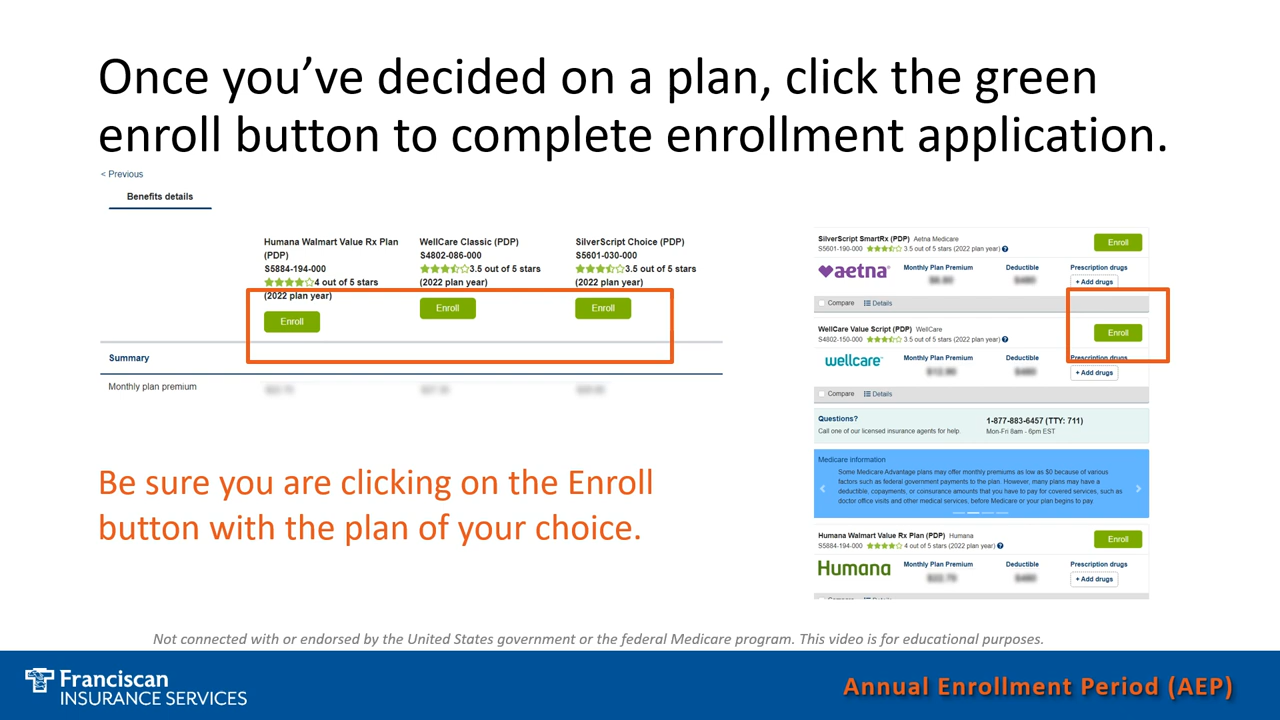 Once you’ve decided on a plan, click the green
enroll button to complete enrollment application.
< Previous
Benefits details
Humana Walmart Value Rx Plan
(PDP)
S5884-194-000
4 out of 5 stars
(2022 plan year)
Enroll
WellCare Classic (PDP)
S4802-086-000
3.5 out of 5 stars
(2022 plan year)
Enroll
SilverScript Choice (PDP)
S5601-030-000
3.5 out of 5 stars
(2022 plan year)
Enroll
Summary
Monthly plan premium
Be sure you are clicking on the Enroll
button with the plan of your choice.
SilverScript SmartRx (PDP) Aetna Medicare
S5601-190-000 3.5 out of 5 stars (2022 plan year)
Enroll
aetna
Monthly Plan Premium Deductible Prescription drugs
+ Add drugs
Compare Details
WellCare Value Script (PDP) WellCare
S4802-150-000 3.5 out of 5 stars (2022 plan year)
Enroll
wellcare
Monthly Plan Premium Deductible Prescription drugs
+ Add drugs
Compare Details
Questions? 1-877-883-6457 (TTY: 711)
Call one of our licensed insurance agents for help. Mon-Fri 8am - 6pm EST
Medicare information
Some Medicare Advantage plans may offer monthly premiums as low as $0 because of various
factors such as federal government payments to the plan. However, many plans may have a
deductible, copayments, or coinsurance amounts that you have to pay for covered services, such as
doctor office visits and other medical services, before Medicare or your plan begins to pay.
Humana Walmart Value Rx Plan (PDP) Humana
S5884-194-000 4 out of 5 stars (2022 plan year)
Enroll
Humana
Monthly Plan Premium Deductible Prescription drugs
+ Add drugs
Not connected with or endorsed by the United States government or the federal Medicare program. This video is for educational purposes.
Franciscan
INSURANCE SERVICES
Annual Enrollment Period (AEP)